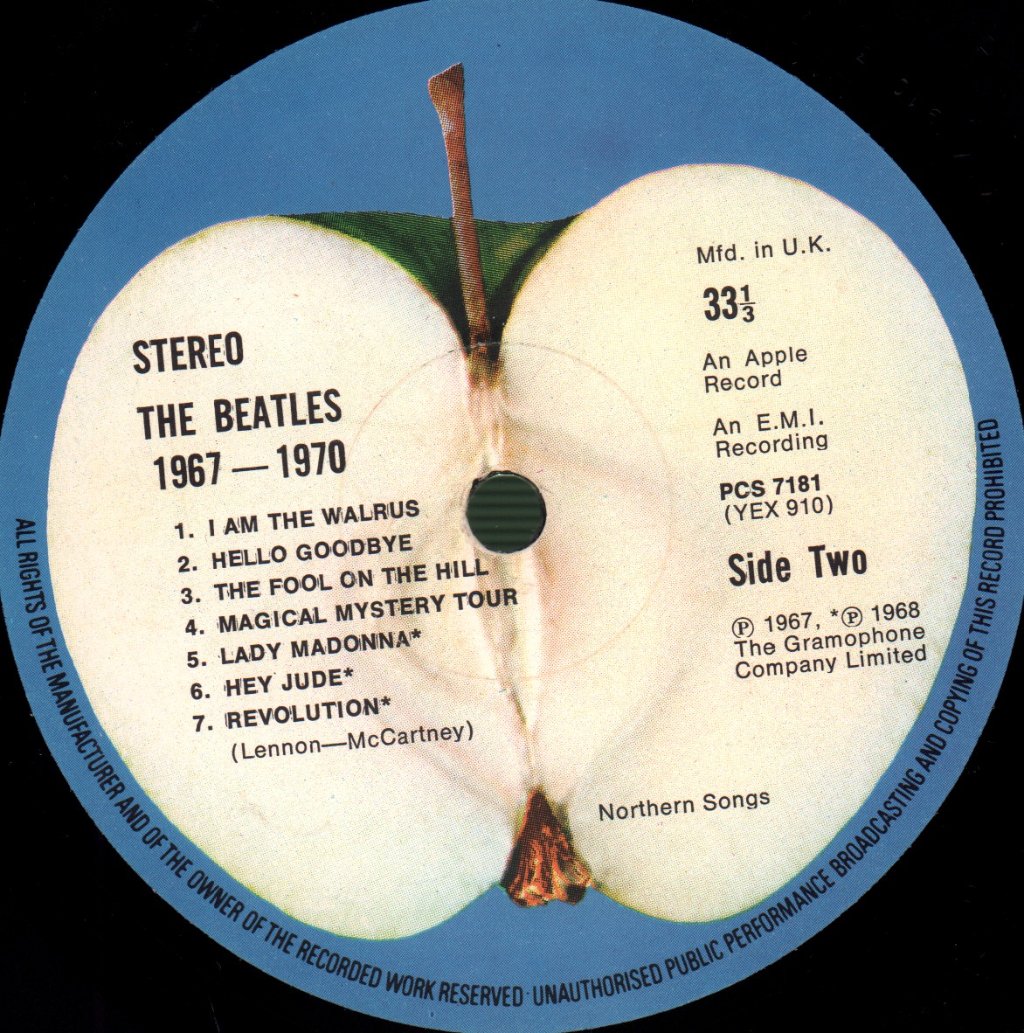 STEREO
THE BEATLES
1967 — 1970
1. I AM THE WALRUS
2. HELLO GOODBYE
3. THE FOOL ON THE HILL
4. MAGICAL MYSTERY TOUR
5. LADY MADONNA*
6. HEY JUDE*
7. REVOLUTION*
(Lennon—McCartney)
Mfd. in U.K.
33⅓
An Apple
Record
An E.M.I.
Recording
PCS 7181
(YEX 910)
Side Two
℗ 1967, *℗ 1968
The Gramophone
Company Limited
Northern Songs
ALL RIGHTS OF THE MANUFACTURER AND OF THE OWNER OF THE RECORDED WORK RESERVED · UNAUTHORISED PUBLIC PERFORMANCE BROADCASTING AND COPYING OF THIS RECORD PROHIBITED